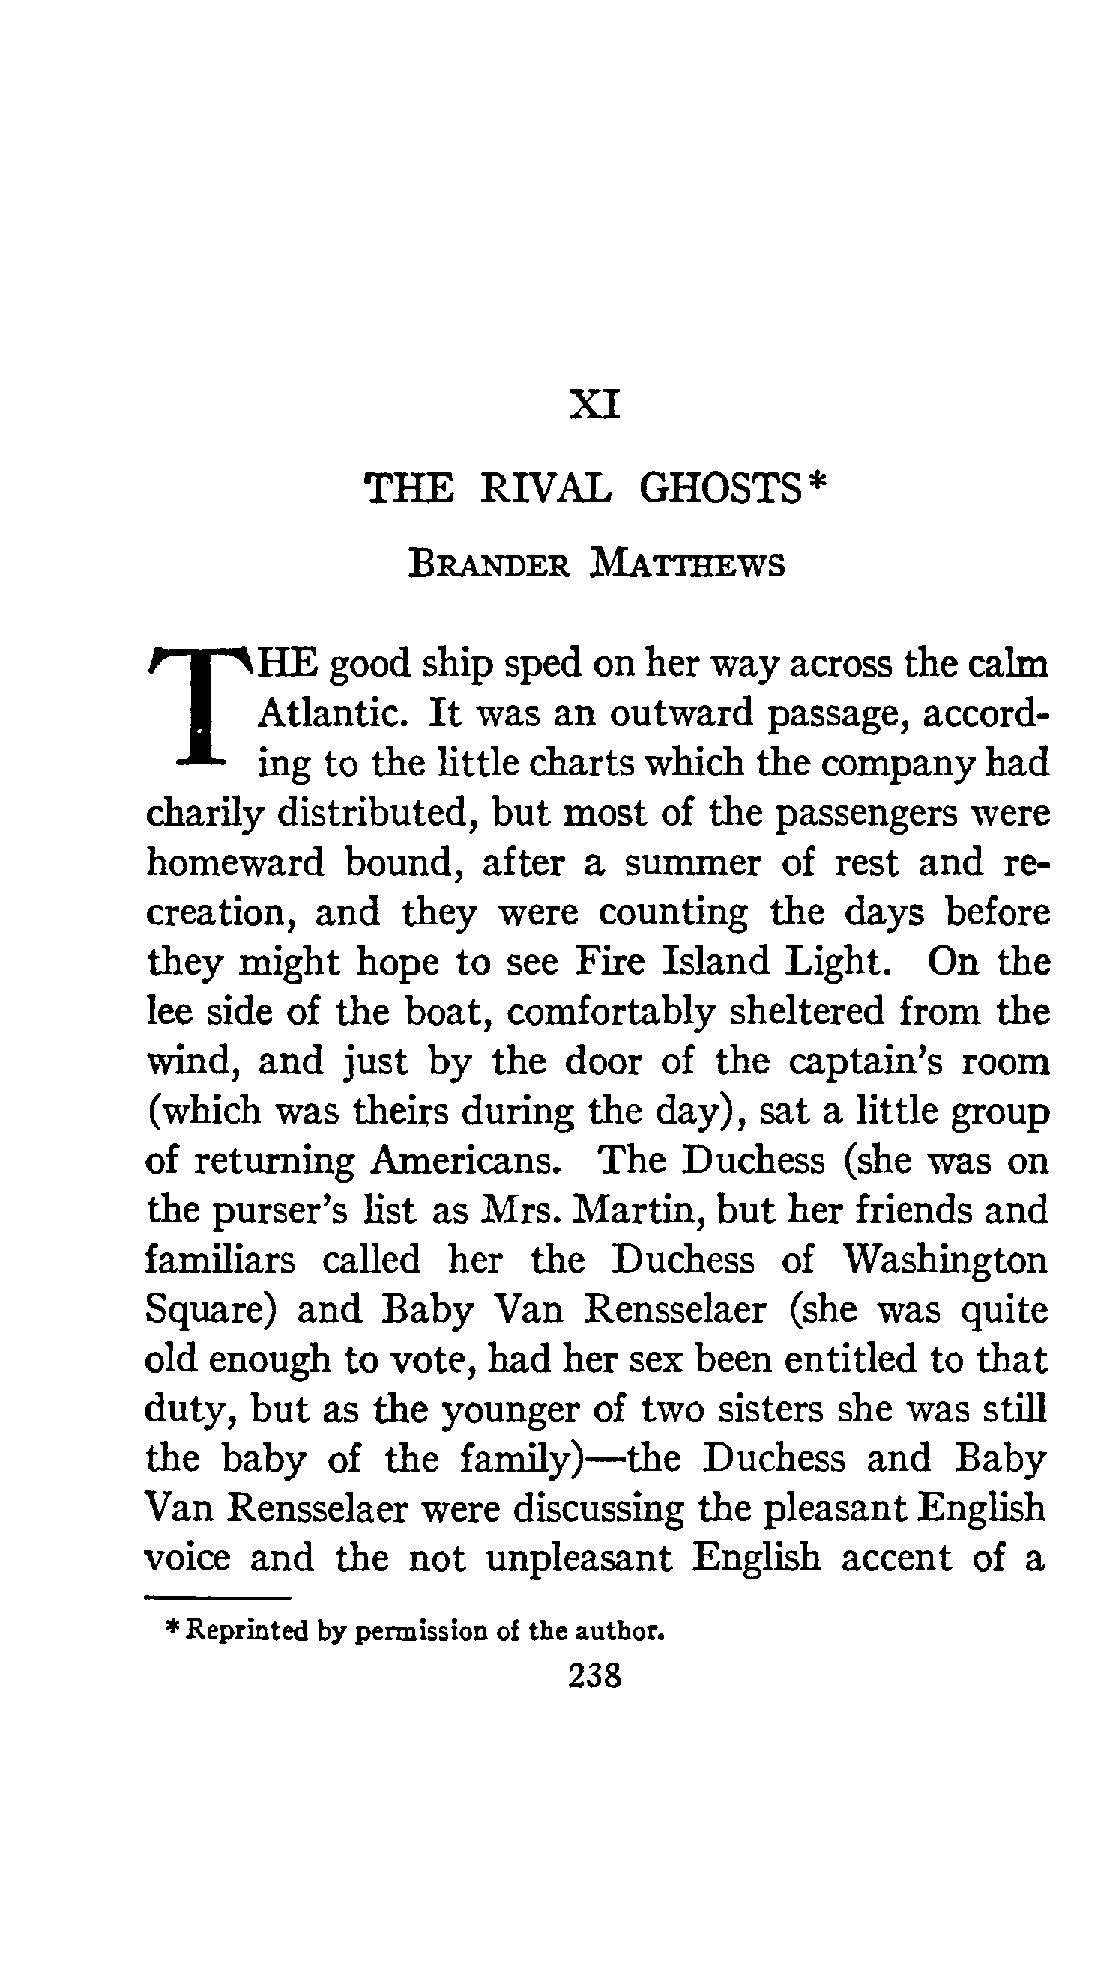 XI
THE RIVAL GHOSTS*
BRANDER MATTHEWS
THE good ship sped on her way across the calm
Atlantic. It was an outward passage, accord-
ing to the little charts which the company had
charily distributed, but most of the passengers were
homeward bound, after a summer of rest and re-
creation, and they were counting the days before
they might hope to see Fire Island Light. On the
lee side of the boat, comfortably sheltered from the
wind, and just by the door of the captain's room
(which was theirs during the day), sat a little group
of returning Americans. The Duchess (she was on
the purser's list as Mrs. Martin, but her friends and
familiars called her the Duchess of Washington
Square) and Baby Van Rensselaer (she was quite
old enough to vote, had her sex been entitled to that
duty, but as the younger of two sisters she was still
the baby of the family)—the Duchess and Baby
Van Rensselaer were discussing the pleasant English
voice and the not unpleasant English accent of a
* Reprinted by permission of the author.
238